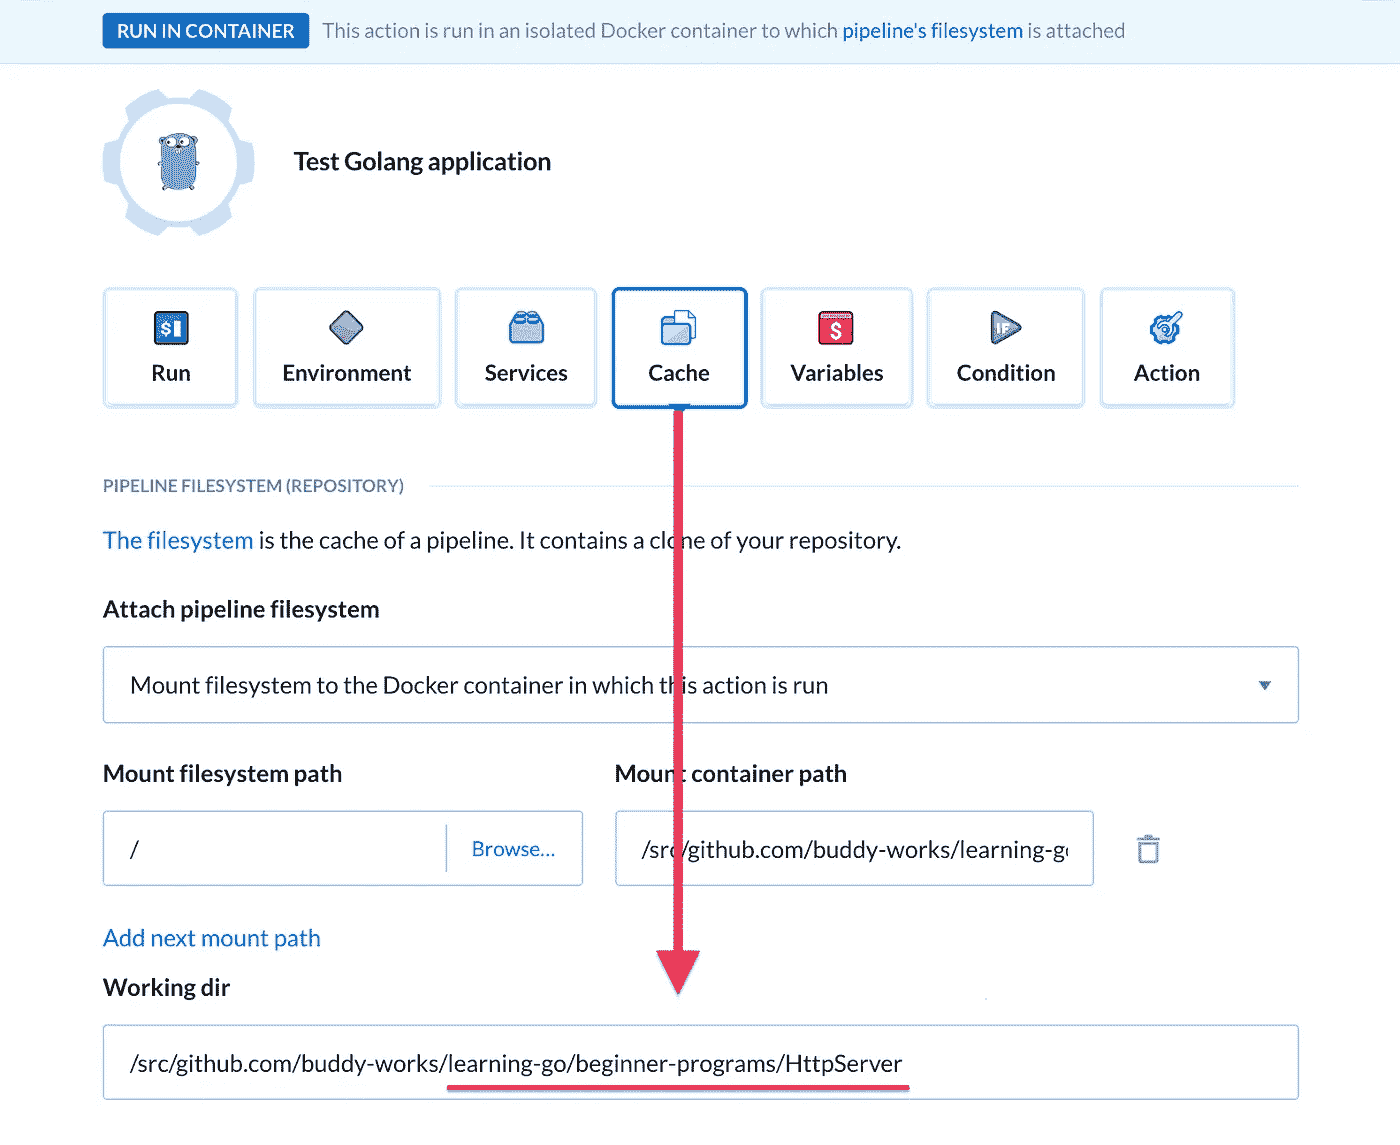 RUN IN CONTAINER This action is run in an isolated Docker container to which pipeline's filesystem is attached
Test Golang application
$ IF $
Run Environment Services Cache Variables Condition Action
PIPELINE FILESYSTEM (REPOSITORY)
The filesystem is the cache of a pipeline. It contains a clone of your repository.
Attach pipeline filesystem
Mount filesystem to the Docker container in which this action is run
Mount filesystem path Mount container path
/ Browse... /src/github.com/buddy-works/learning-g
Add next mount path
Working dir
/src/github.com/buddy-works/learning-go/beginner-programs/HttpServer